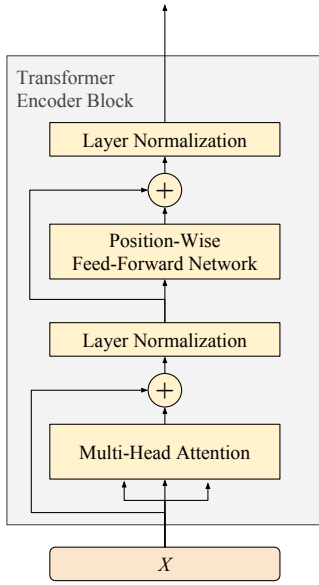 Transformer
Encoder Block
Layer Normalization
+
Position-Wise
Feed-Forward Network
Layer Normalization
+
Multi-Head Attention
X